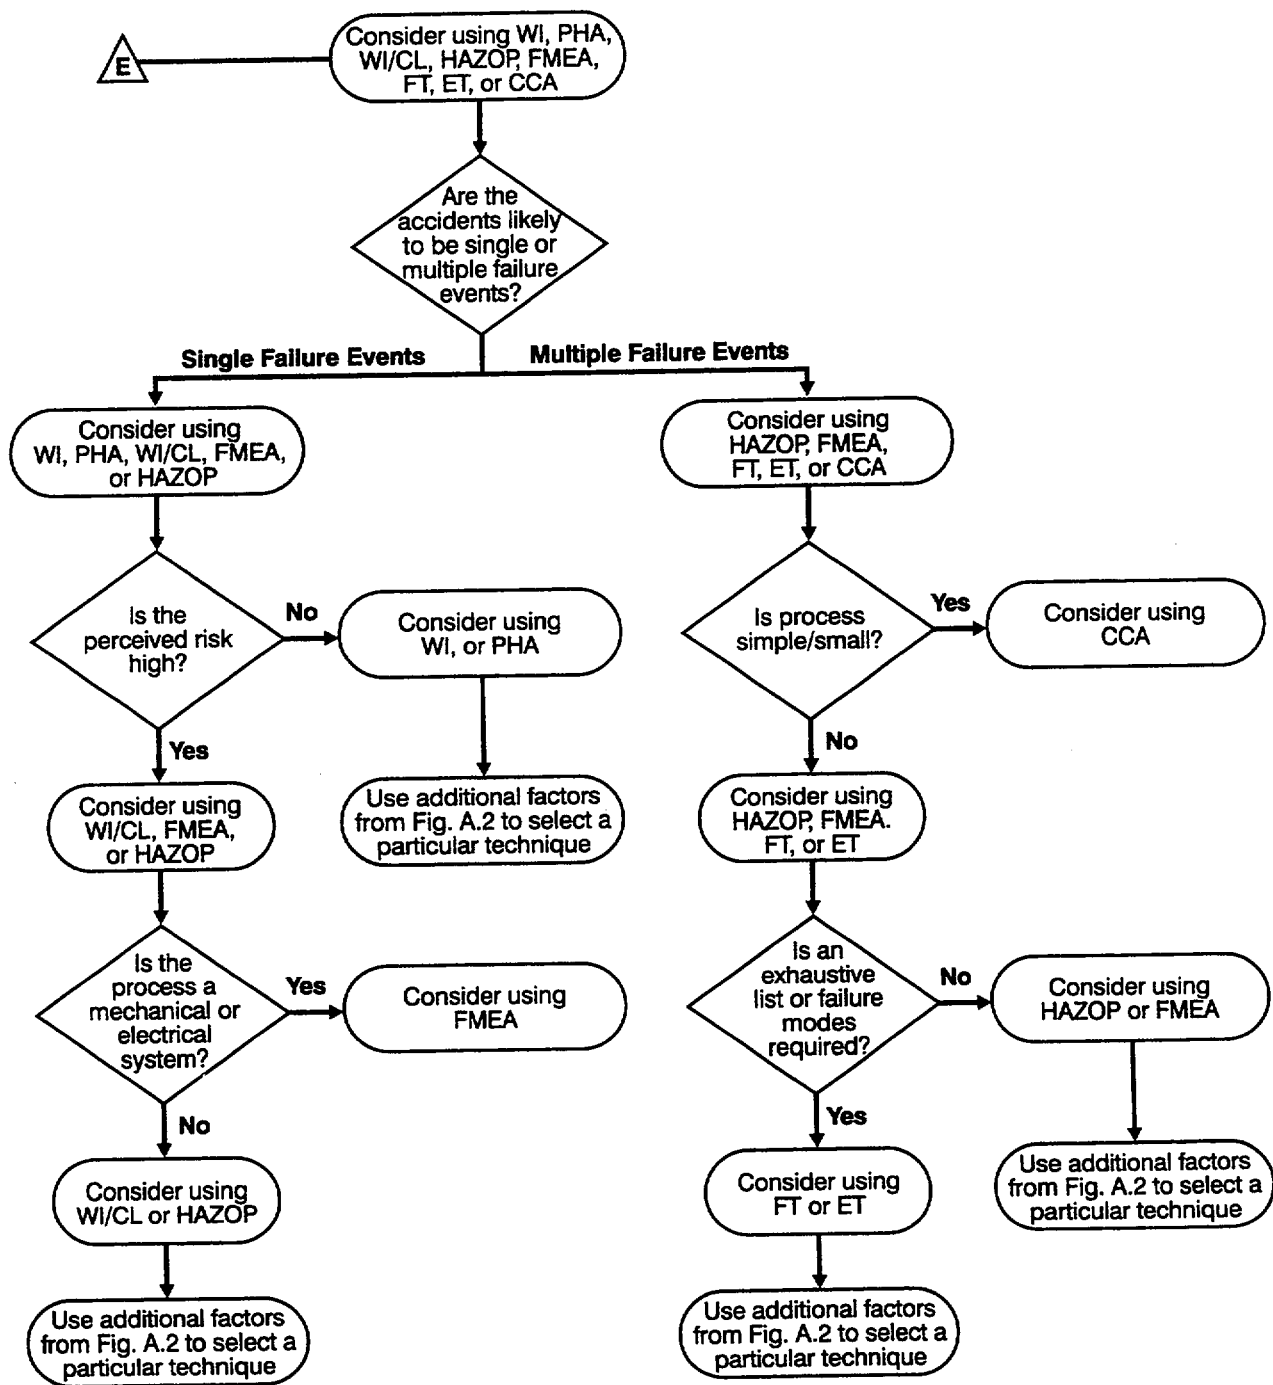 E
Consider using WI, PHA,
WI/CL, HAZOP, FMEA,
FT, ET, or CCA
Are the
accidents likely
to be single or
multiple failure
events?
Single Failure Events
Multiple Failure Events
Consider using
WI, PHA, WI/CL, FMEA,
or HAZOP
Consider using
HAZOP, FMEA,
FT, ET, or CCA
Is the
perceived risk
high?
No
Consider using
WI, or PHA
Is process
simple/small?
Yes
Consider using
CCA
Yes
No
Consider using
WI/CL, FMEA,
or HAZOP
Use additional factors
from Fig. A.2 to select a
particular technique
Consider using
HAZOP, FMEA.
FT, or ET
Is the
process a
mechanical or
electrical
system?
Yes
Consider using
FMEA
Is an
exhaustive
list or failure
modes
required?
No
Consider using
HAZOP or FMEA
No
Yes
Consider using
WI/CL or HAZOP
Consider using
FT or ET
Use additional factors
from Fig. A.2 to select a
particular technique
Use additional factors
from Fig. A.2 to select a
particular technique
Use additional factors
from Fig. A.2 to select a
particular technique